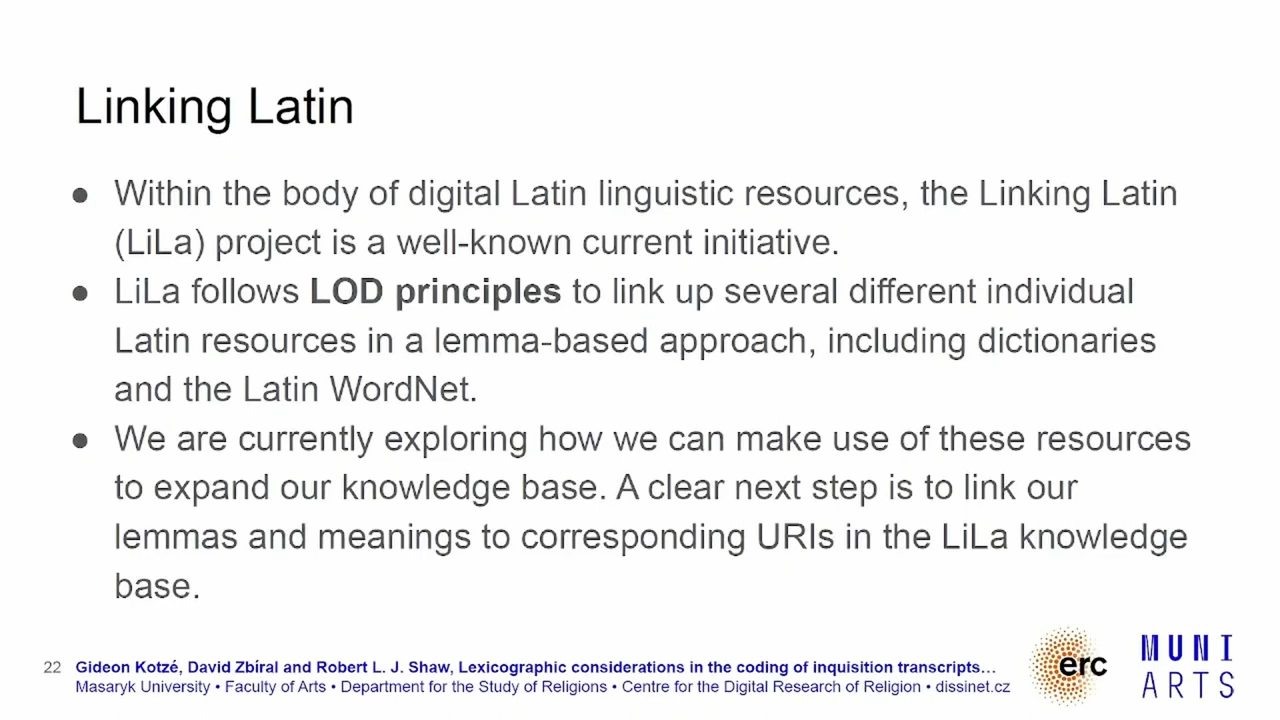 Linking Latin
● Within the body of digital Latin linguistic resources, the Linking Latin
(LiLa) project is a well-known current initiative.
● LiLa follows LOD principles to link up several different individual
Latin resources in a lemma-based approach, including dictionaries
and the Latin WordNet.
● We are currently exploring how we can make use of these resources
to expand our knowledge base. A clear next step is to link our
lemmas and meanings to corresponding URIs in the LiLa knowledge
base.
22 Gideon Kotzé, David Zbíral and Robert L. J. Shaw, Lexicographic considerations in the coding of inquisition transcripts…
Masaryk University • Faculty of Arts • Department for the Study of Religions • Centre for the Digital Research of Religion • dissinet.cz
erc
MUNI
ARTS